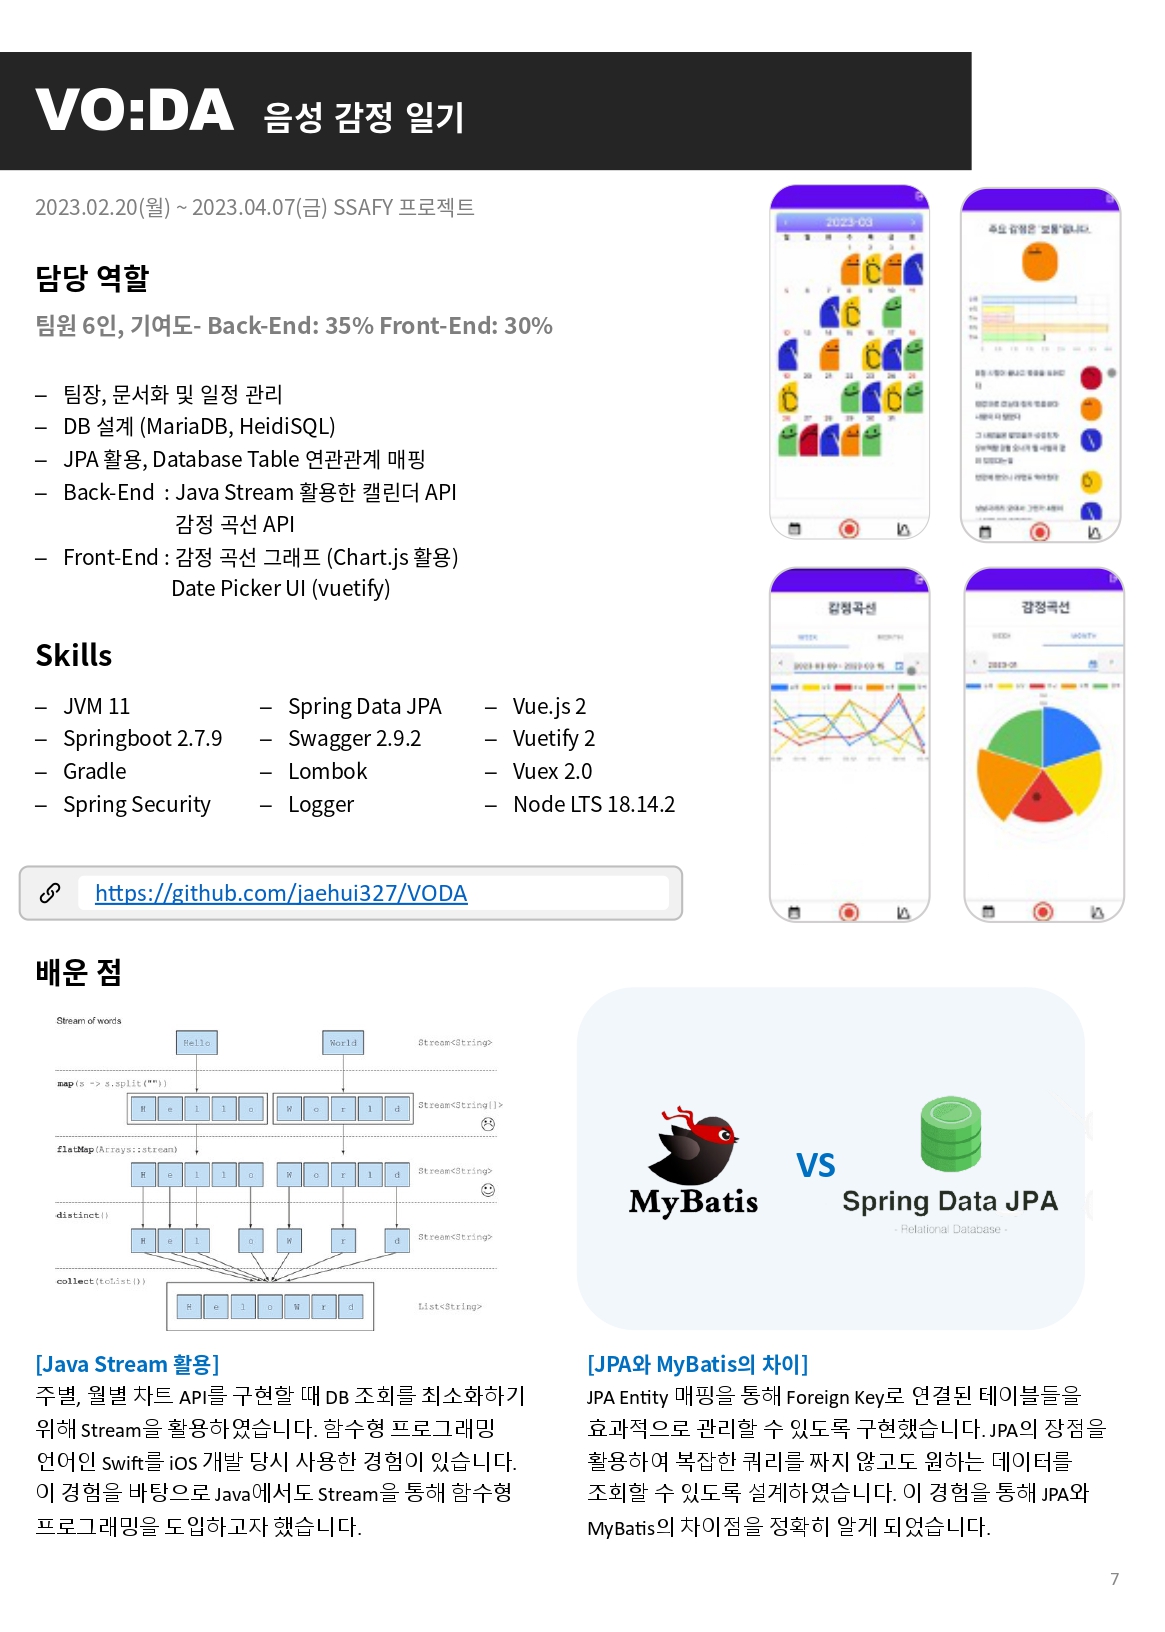 VO:DA 음성 감정 일기
2023.02.20(월) ~ 2023.04.07(금) SSAFY 프로젝트
담당 역할
팀원 6인, 기여도- Back-End: 35% Front-End: 30%
– 팀장, 문서화 및 일정 관리
– DB 설계 (MariaDB, HeidiSQL)
– JPA 활용, Database Table 연관관계 매핑
– Back-End : Java Stream 활용한 캘린더 API
감정 곡선 API
– Front-End : 감정 곡선 그래프 (Chart.js 활용)
Date Picker UI (vuetify)
Skills
– JVM 11 – Spring Data JPA – Vue.js 2
– Springboot 2.7.9 – Swagger 2.9.2 – Vuetify 2
– Gradle – Lombok – Vuex 2.0
– Spring Security – Logger – Node LTS 18.14.2
https://github.com/jaehui327/VODA
2023-03
주요 감정은 '보통'입니다.
감정곡선
WEEK MONTH
2023-03-09 ~ 2023-03-15
감정곡선
WEEK MONTH
2023-01
배운 점
Stream of words
Hello World Stream<String>
map(s -> s.split(""))
H e l l o W o r l d Stream<String[]>
flatMap(Arrays::stream)
H e l l o W o r l d Stream<String>
distinct()
H e l o W r d Stream<String>
collect(toList())
H e l o W r d List<String>
MyBatis VS Spring Data JPA
- Relational Database -
[Java Stream 활용]
주별, 월별 차트 API를 구현할 때 DB 조회를 최소화하기
위해 Stream을 활용하였습니다. 함수형 프로그래밍
언어인 Swift를 iOS 개발 당시 사용한 경험이 있습니다.
이 경험을 바탕으로 Java에서도 Stream을 통해 함수형
프로그래밍을 도입하고자 했습니다.
[JPA와 MyBatis의 차이]
JPA Entity 매핑을 통해 Foreign Key로 연결된 테이블들을
효과적으로 관리할 수 있도록 구현했습니다. JPA의 장점을
활용하여 복잡한 쿼리를 짜지 않고도 원하는 데이터를
조회할 수 있도록 설계하였습니다. 이 경험을 통해 JPA와
MyBatis의 차이점을 정확히 알게 되었습니다.
7